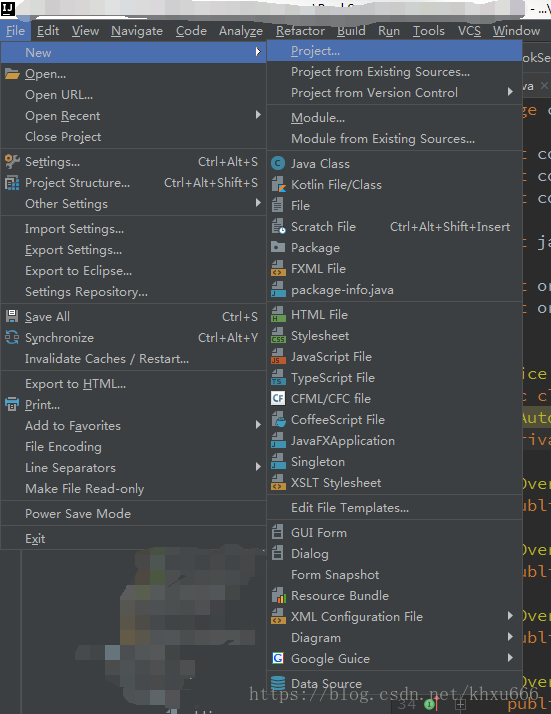 File Edit View Navigate Code Analyze Refactor Build Run Tools VCS Window
New
Open...
Open URL...
Open Recent
Close Project
Settings... Ctrl+Alt+S
Project Structure... Ctrl+Alt+Shift+S
Other Settings
Import Settings...
Export Settings...
Export to Eclipse...
Settings Repository...
Save All Ctrl+S
Synchronize Ctrl+Alt+Y
Invalidate Caches / Restart...
Export to HTML...
Print...
Add to Favorites
File Encoding
Line Separators
Make File Read-only
Power Save Mode
Exit
Project...
Project from Existing Sources...
Project from Version Control
Module...
Module from Existing Sources...
Java Class
Kotlin File/Class
File
Scratch File Ctrl+Alt+Shift+Insert
Package
FXML File
package-info.java
HTML File
Stylesheet
JavaScript File
TypeScript File
CFML/CFC file
CoffeeScript File
JavaFXApplication
Singleton
XSLT Stylesheet
Edit File Templates...
GUI Form
Dialog
Form Snapshot
Resource Bundle
XML Configuration File
Diagram
Google Guice
Data Source
https://blog.csdn.net/khxu666
34 publi